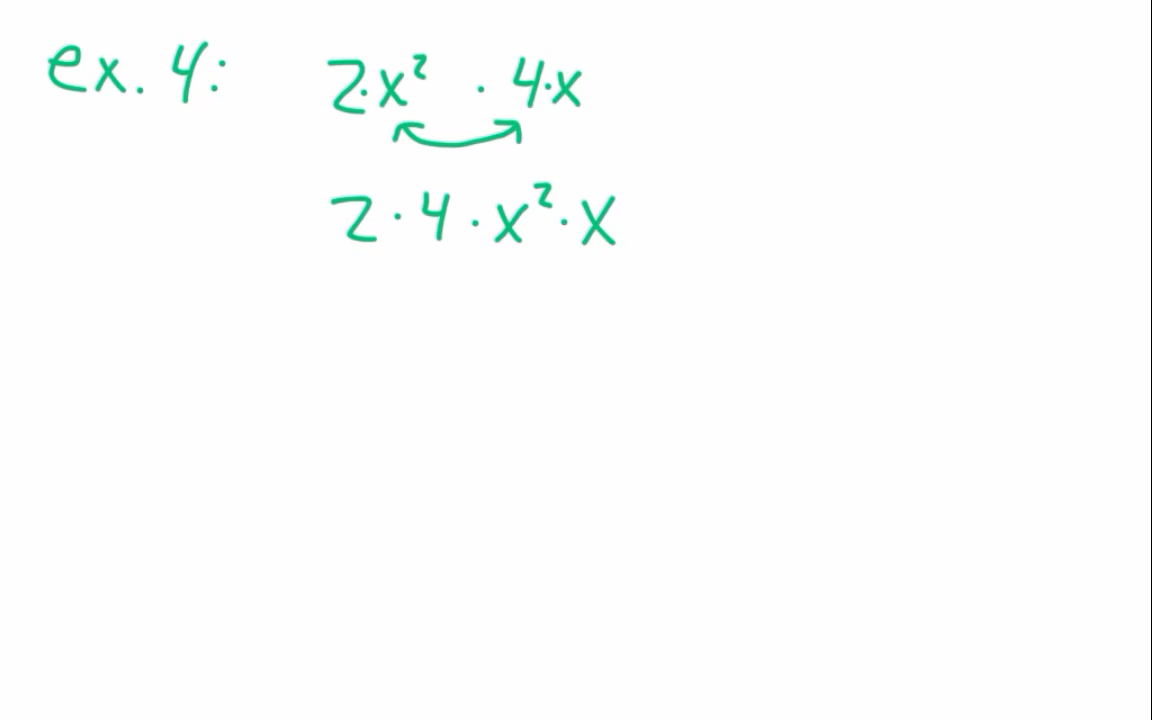 ex. 4: 2·x² · 4·x
2 · 4 · x² · x